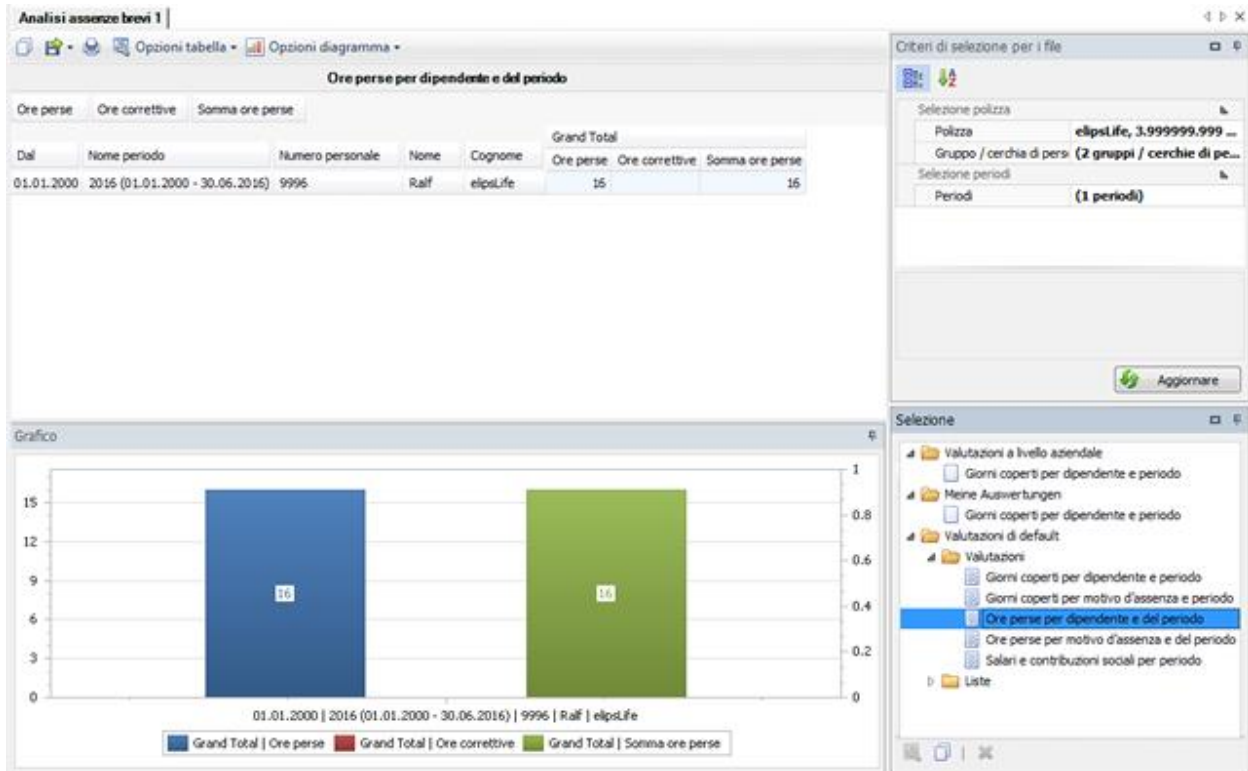 Analisi assenze brevi 1
Opzioni tabella Opzioni diagramma
Ore perse per dipendente e del periodo
Ore perse Ore correttive Somma ore perse
Grand Total
Dal Nome periodo Numero personale Nome Cognome Ore perse Ore correttive Somma ore perse
01.01.2000 2016 (01.01.2000 - 30.06.2016) 9996 Ralf elipsLife 16 16
Criteri di selezione per i file
Selezione polizza
Polizza elipsLife, 3.999999.999 ...
Gruppo / cerchia di perso (2 gruppi / cerchie di pe...
Selezione periodi
Periodi (1 periodi)
Aggiornare
Grafico
15
12
9
6
3
0
16
16
1
0.8
0.6
0.4
0.2
0
01.01.2000 | 2016 (01.01.2000 - 30.06.2016) | 9996 | Ralf | elipsLife
Grand Total | Ore perse Grand Total | Ore correttive Grand Total | Somma ore perse
Selezione
Valutazioni a livello aziendale
Giorni coperti per dipendente e periodo
Meine Auswertungen
Giorni coperti per dipendente e periodo
Valutazioni di default
Valutazioni
Giorni coperti per dipendente e periodo
Giorni coperti per motivo d'assenza e periodo
Ore perse per dipendente e del periodo
Ore perse per motivo d'assenza e del periodo
Salari e contribuzioni sociali per periodo
Liste